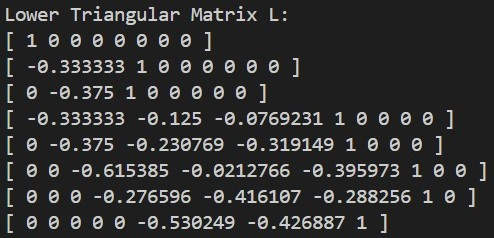 Lower Triangular Matrix L:
[ 1 0 0 0 0 0 0 0 ]
[ -0.333333 1 0 0 0 0 0 0 ]
[ 0 -0.375 1 0 0 0 0 0 ]
[ -0.333333 -0.125 -0.0769231 1 0 0 0 0 ]
[ 0 -0.375 -0.230769 -0.319149 1 0 0 0 ]
[ 0 0 -0.615385 -0.0212766 -0.395973 1 0 0 ]
[ 0 0 0 -0.276596 -0.416107 -0.288256 1 0 ]
[ 0 0 0 0 0 -0.530249 -0.426887 1 ]